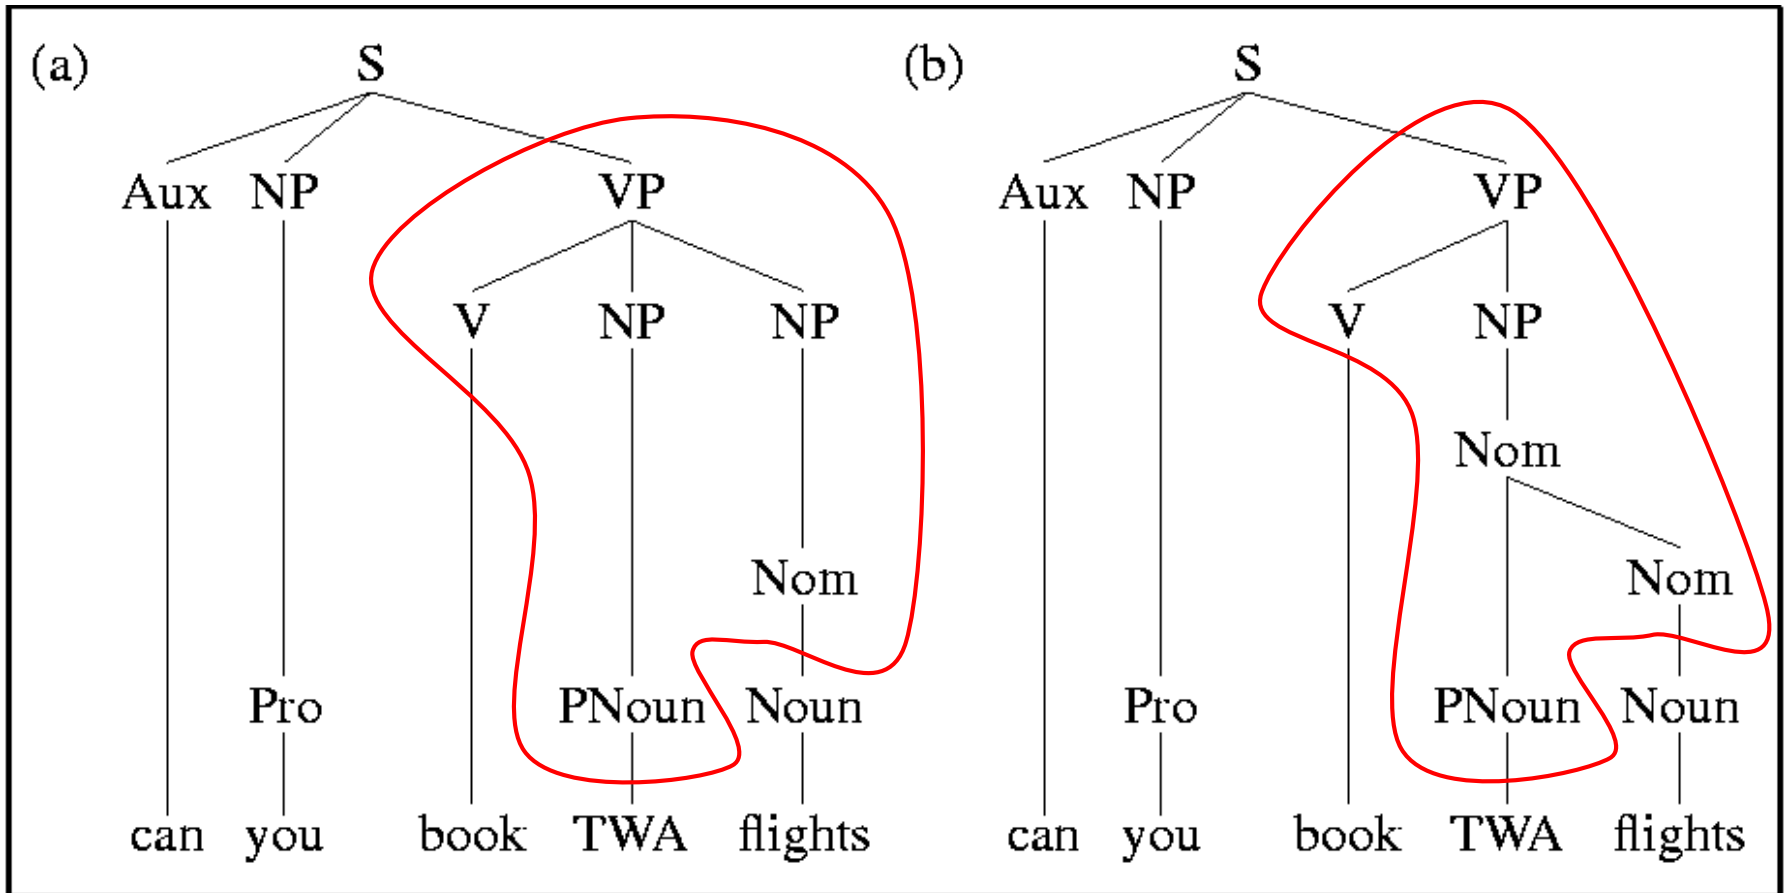 (a) S (b) S
Aux NP VP Aux NP VP
V NP NP V NP
Nom
Nom Nom
Pro PNoun Noun Pro PNoun Noun
can you book TWA flights can you book TWA flights